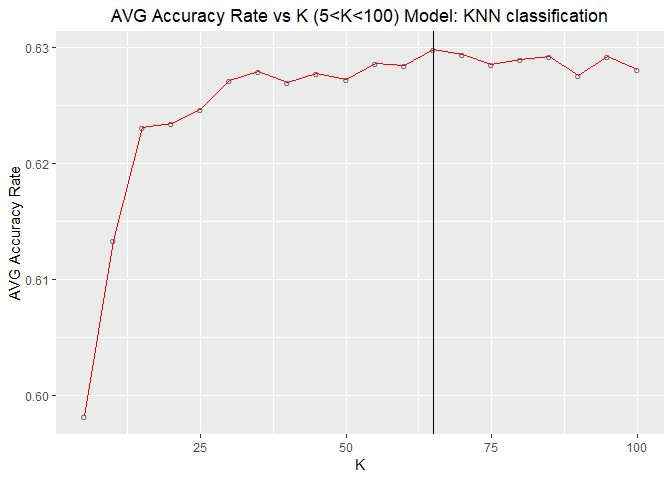 AVG Accuracy Rate vs K (5<K<100) Model: KNN classification
0.63
0.62
0.61
0.60
AVG Accuracy Rate
25 50 75 100
K